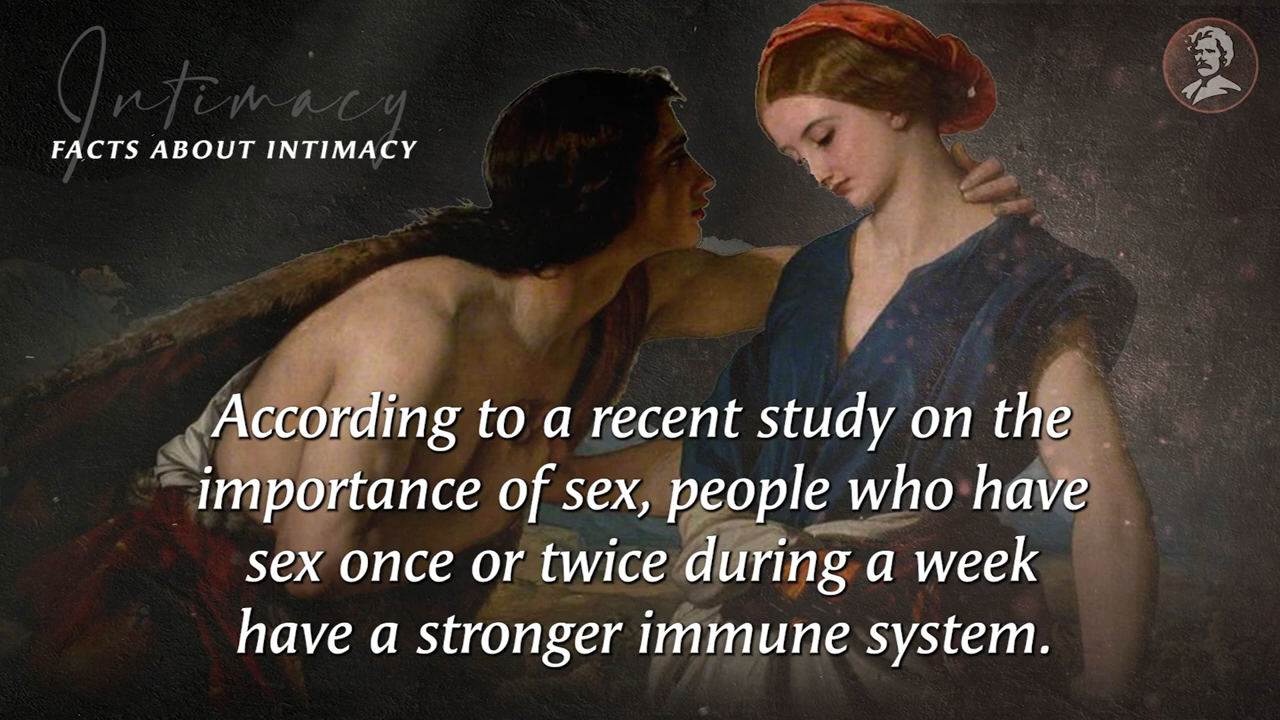 Intimacy
FACTS ABOUT INTIMACY
According to a recent study on the
importance of sex, people who have
sex once or twice during a week
have a stronger immune system.